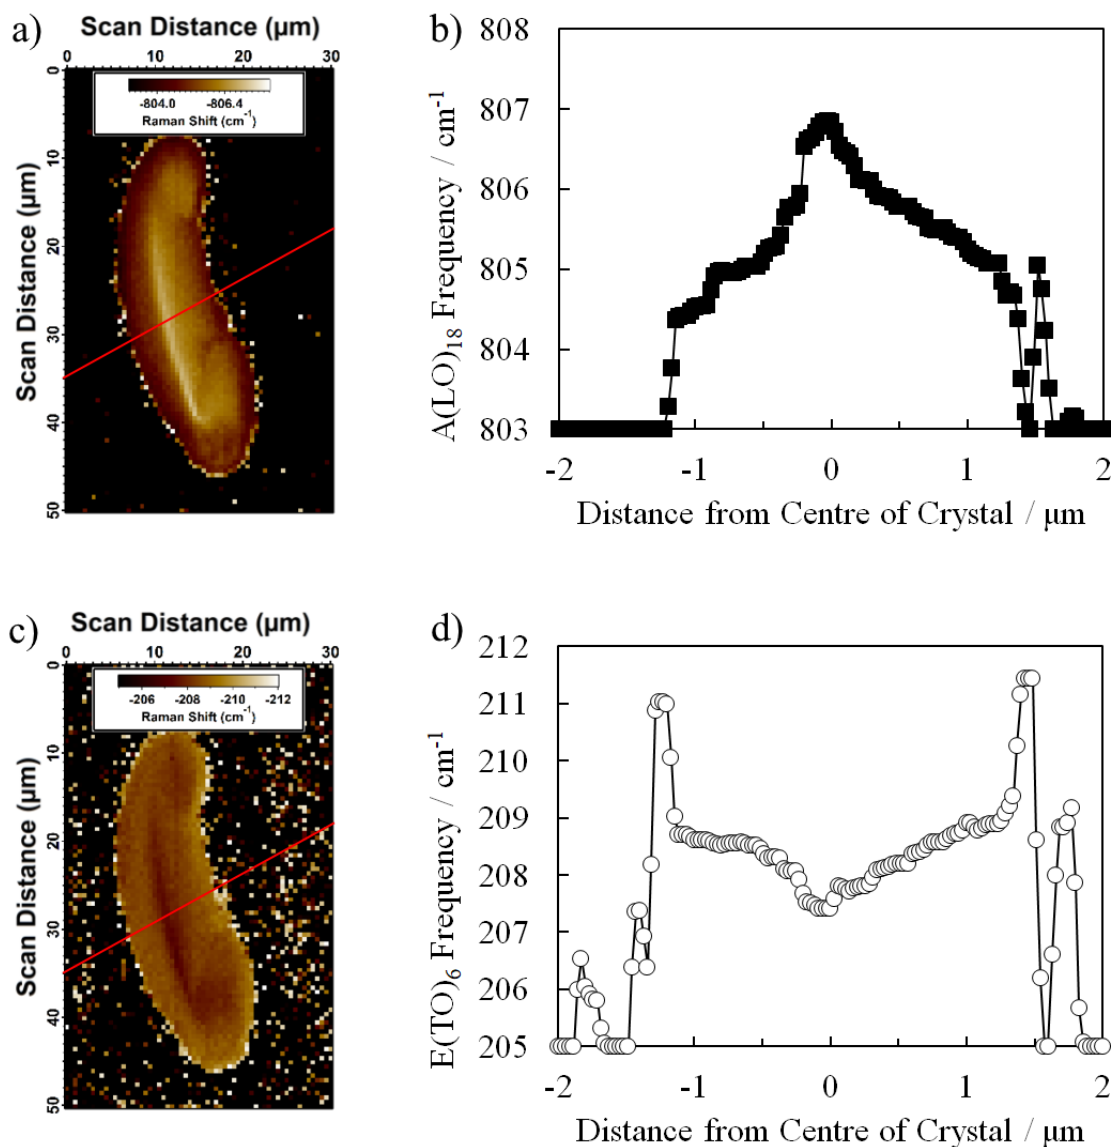 a)
Scan Distance (µm)
0 10 20 30
-804.0 -806.4
Raman Shift (cm-1)
Scan Distance (µm)
0
10
20
30
40
50
b)
808
807
806
805
804
803
A(LO)18 Frequency / cm-1
-2 -1 0 1 2
Distance from Centre of Crystal / µm
c)
Scan Distance (µm)
0 10 20 30
-206 -208 -210 -212
Raman Shift (cm-1)
Scan Distance (µm)
0
10
20
30
40
50
d)
212
211
210
209
208
207
206
205
E(TO)6 Frequency / cm-1
-2 -1 0 1 2
Distance from Centre of Crystal / µm